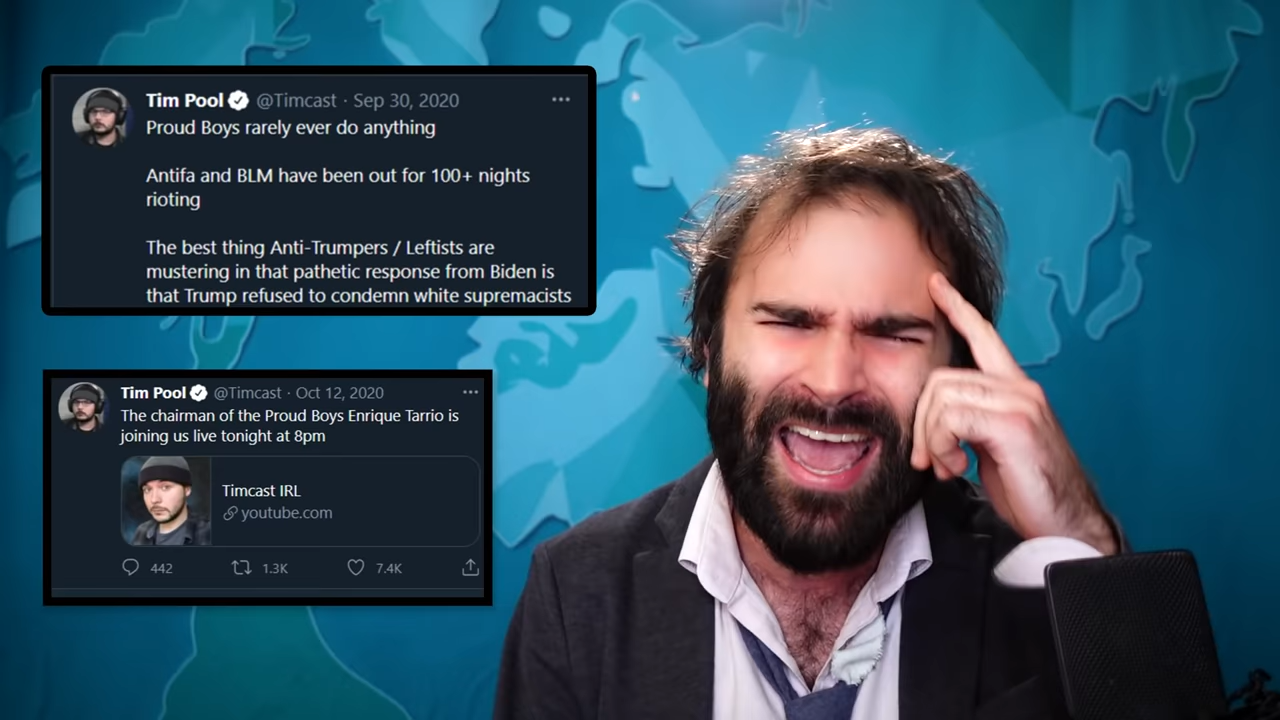 Tim Pool @Timcast · Sep 30, 2020
Proud Boys rarely ever do anything
Antifa and BLM have been out for 100+ nights
rioting
The best thing Anti-Trumpers / Leftists are
mustering in that pathetic response from Biden is
that Trump refused to condemn white supremacists
Tim Pool @Timcast · Oct 12, 2020
The chairman of the Proud Boys Enrique Tarrio is
joining us live tonight at 8pm
Timcast IRL
youtube.com
442 1.3K 7.4K